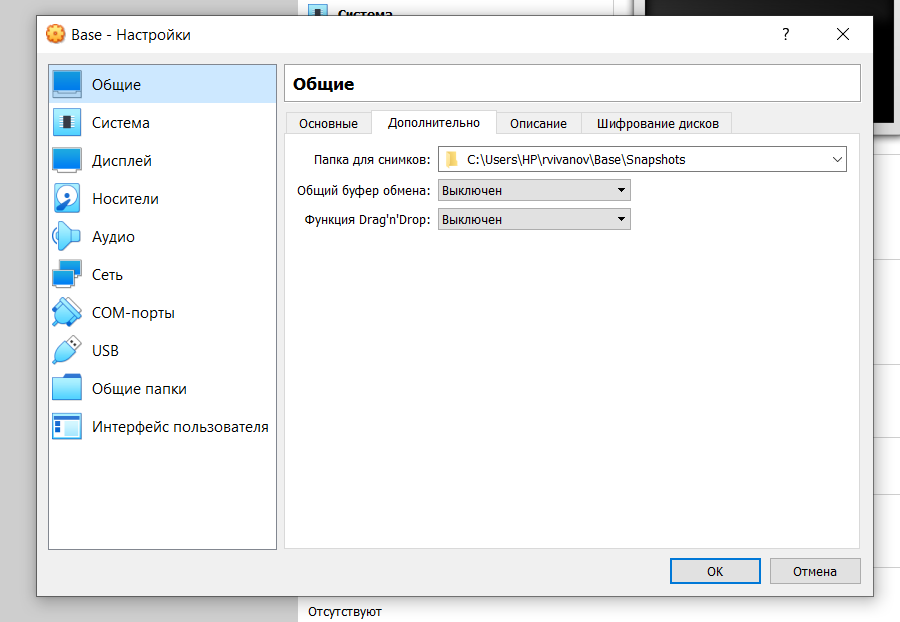 Система
Base - Настройки
?
Общие
Система
Дисплей
Носители
Аудио
Сеть
COM-порты
USB
Общие папки
Интерфейс пользователя
Общие
Основные
Дополнительно
Описание
Шифрование дисков
Папка для снимков: C:\Users\HP\rvivanov\Base\Snapshots
Общий буфер обмена: Выключен
Функция Drag'n'Drop: Выключен
OK
Отмена
Отсутствуют